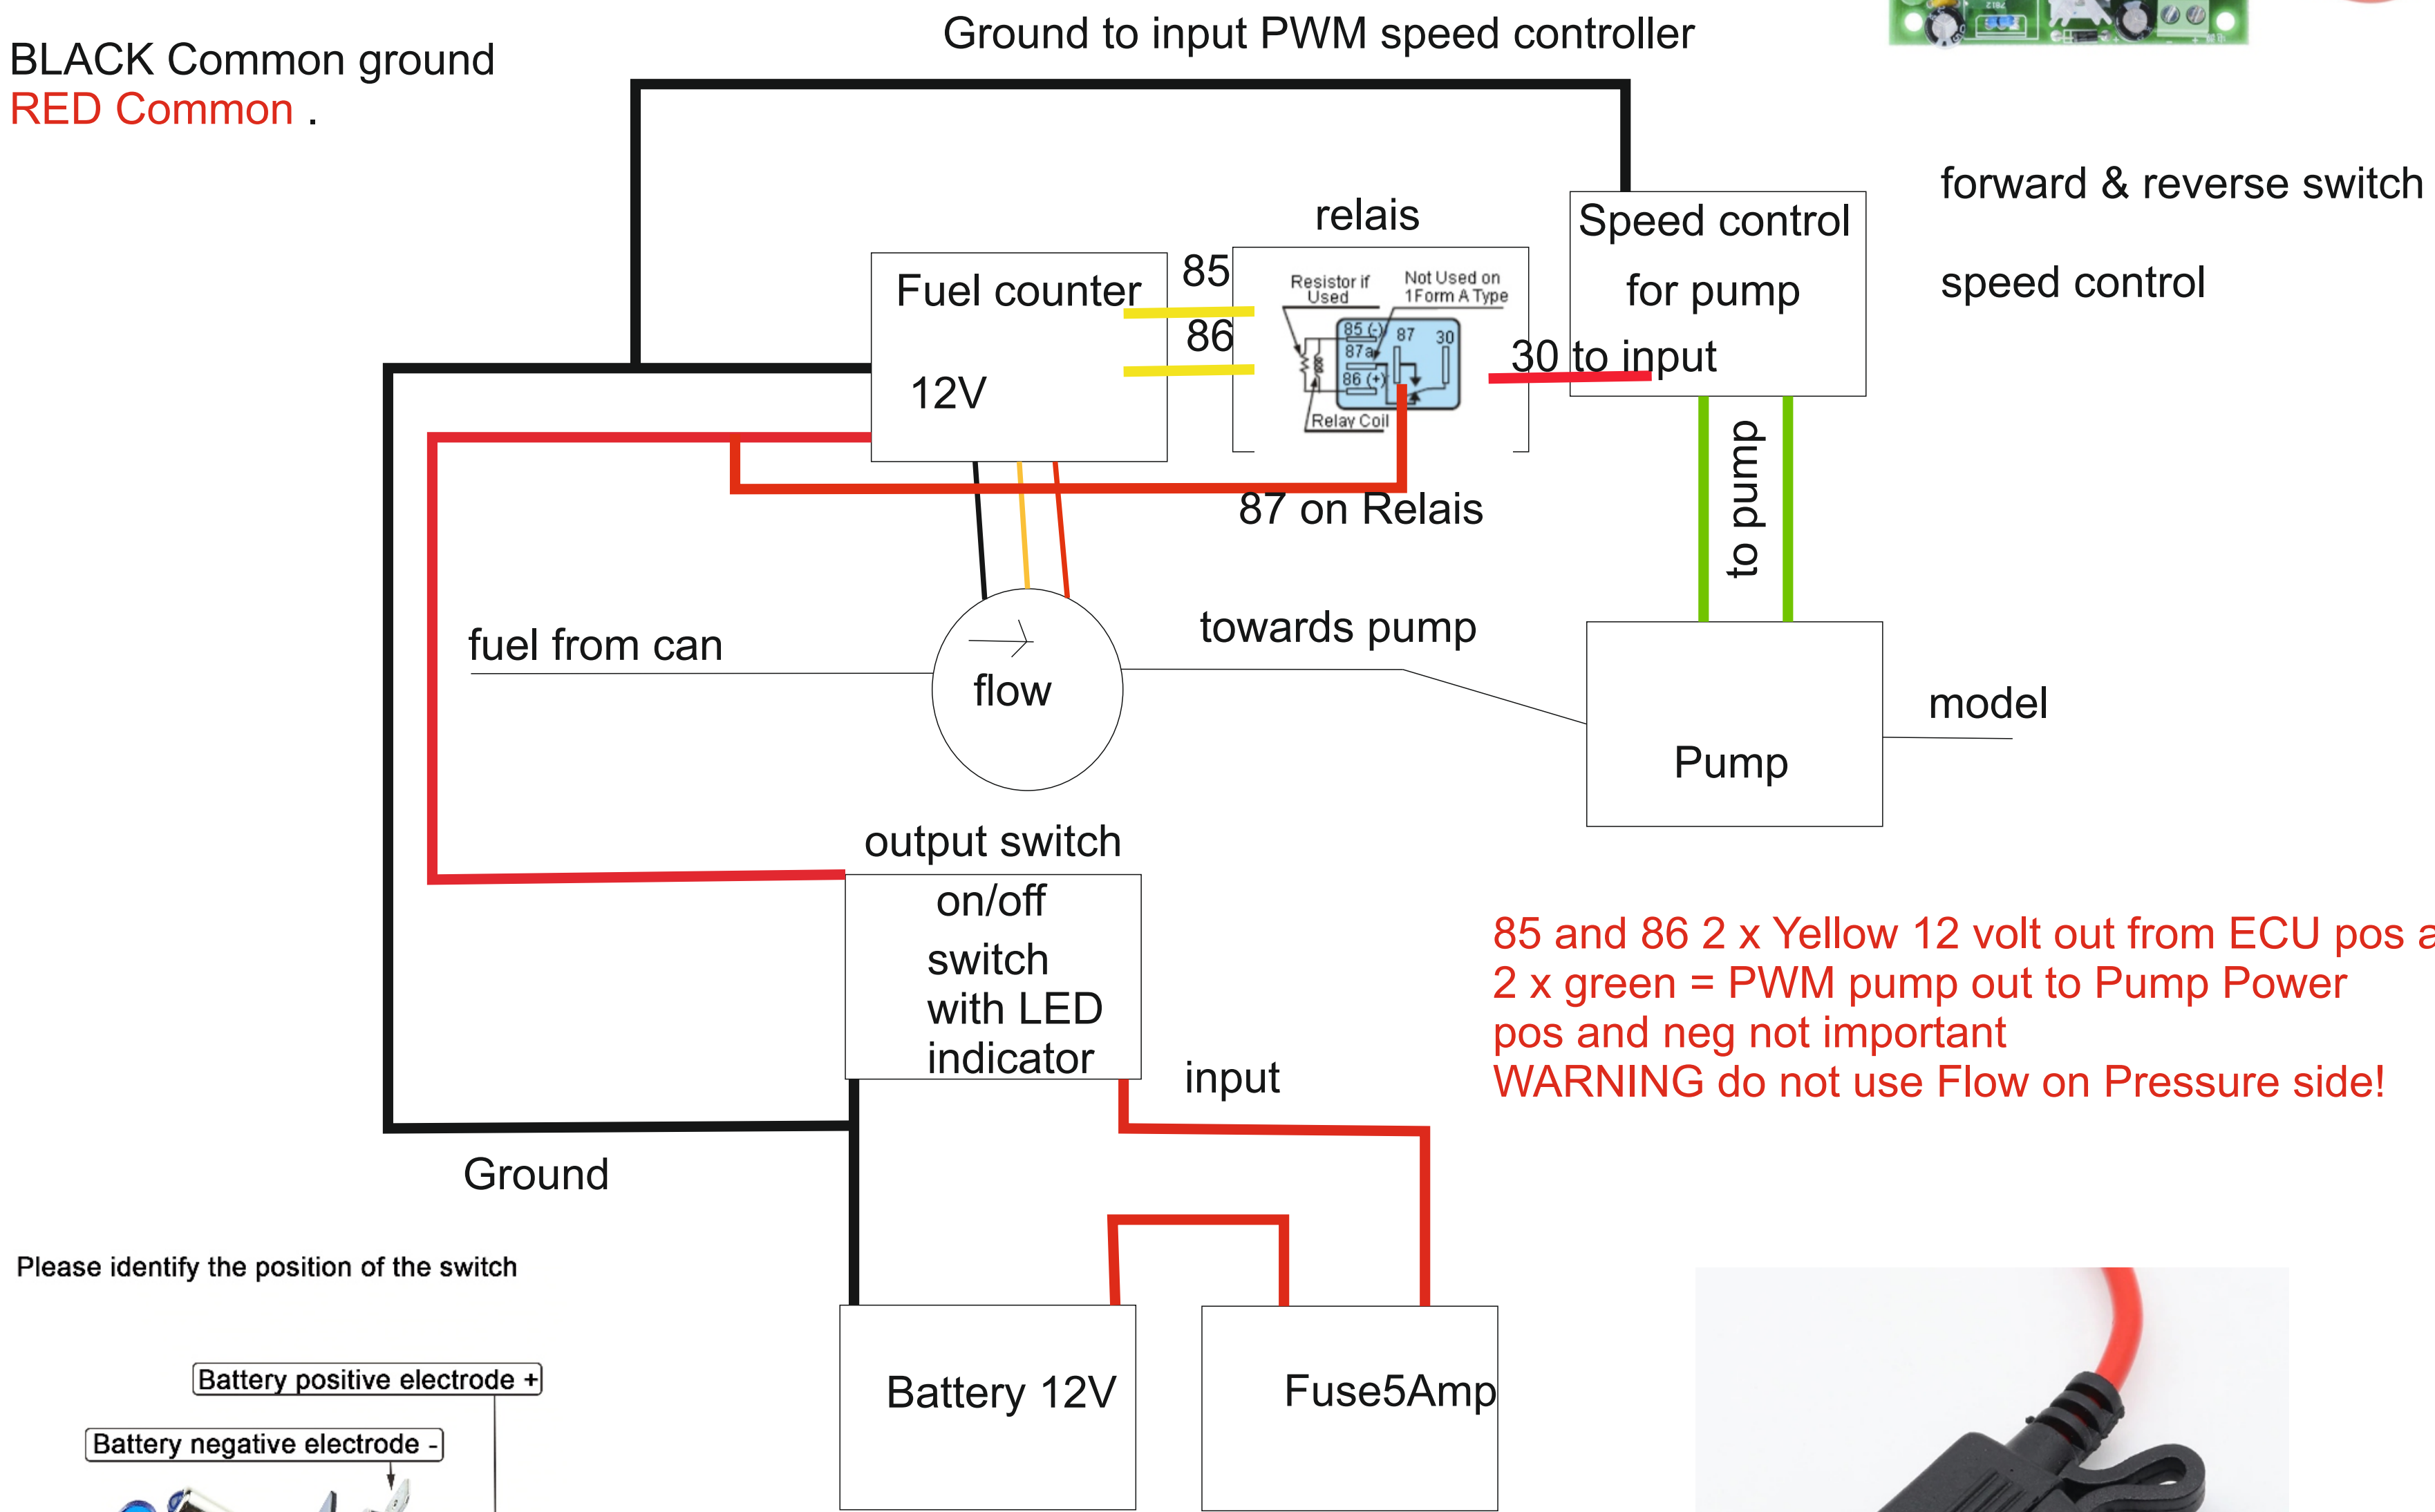 Ground to input PWM speed controller
BLACK Common ground
RED Common .
7812
forward & reverse switch
speed control
relais
Speed control
for pump
30 to input
Fuel counter
12V
85
86
Resistor if
Used
Not Used on
1Form A Type
85 (-)
87
30
87a
86 (+)
Relay Coil
87 on Relais
to pump
fuel from can
flow
towards pump
Pump
model
output switch
on/off
switch
with LED
indicator
input
Ground
85 and 86 2 x Yellow 12 volt out from ECU pos a
2 x green = PWM pump out to Pump Power
pos and neg not important
WARNING do not use Flow on Pressure side!
Please identify the position of the switch
Battery positive electrode +
Battery negative electrode -
Battery 12V
Fuse5Amp